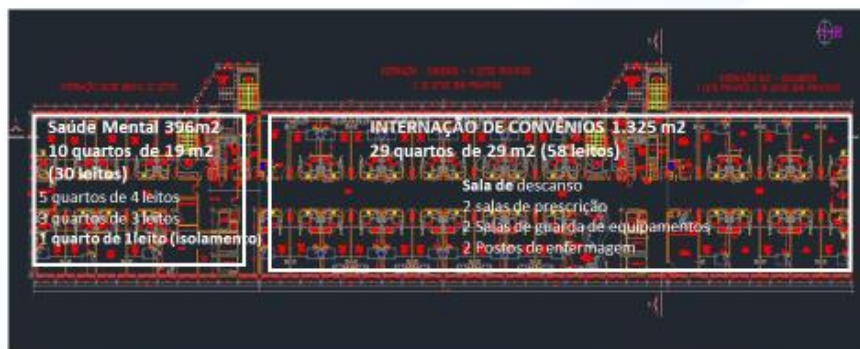 Saúde Mental 396m2
10 quartos de 19 m2
(30 leitos)
5 quartos de 4 leitos
3 quartos de 3 leitos
1 quarto de 1leito (isolamento)
INTERNAÇÃO DE CONVÊNIOS 1.325 m2
29 quartos de 29 m2 (58 leitos)
Sala de descanso
2 salas de prescrição
2 Salas de guarda de equipamentos
2 Postos de enfermagem